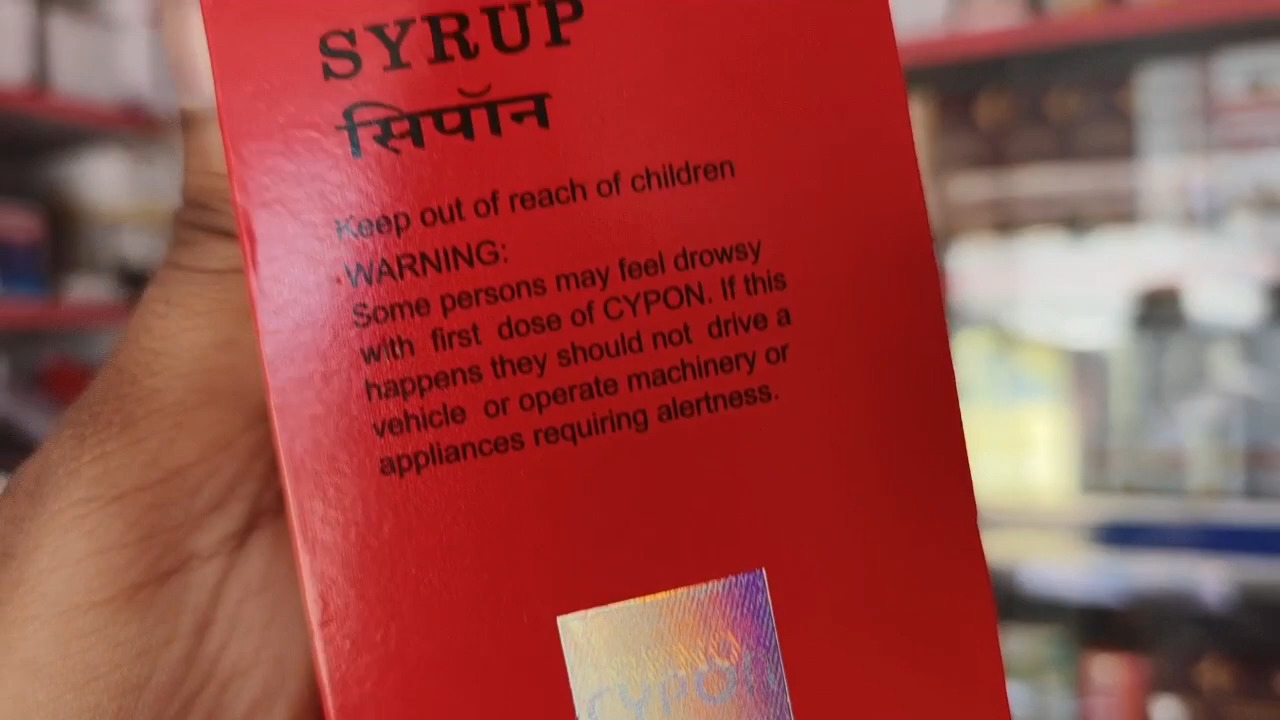 SYRUP
सिपॉन
Keep out of reach of children
WARNING:
Some persons may feel drowsy
with first dose of CYPON. If this
happens they should not drive a
vehicle or operate machinery or
appliances requiring alertness.
CYPON